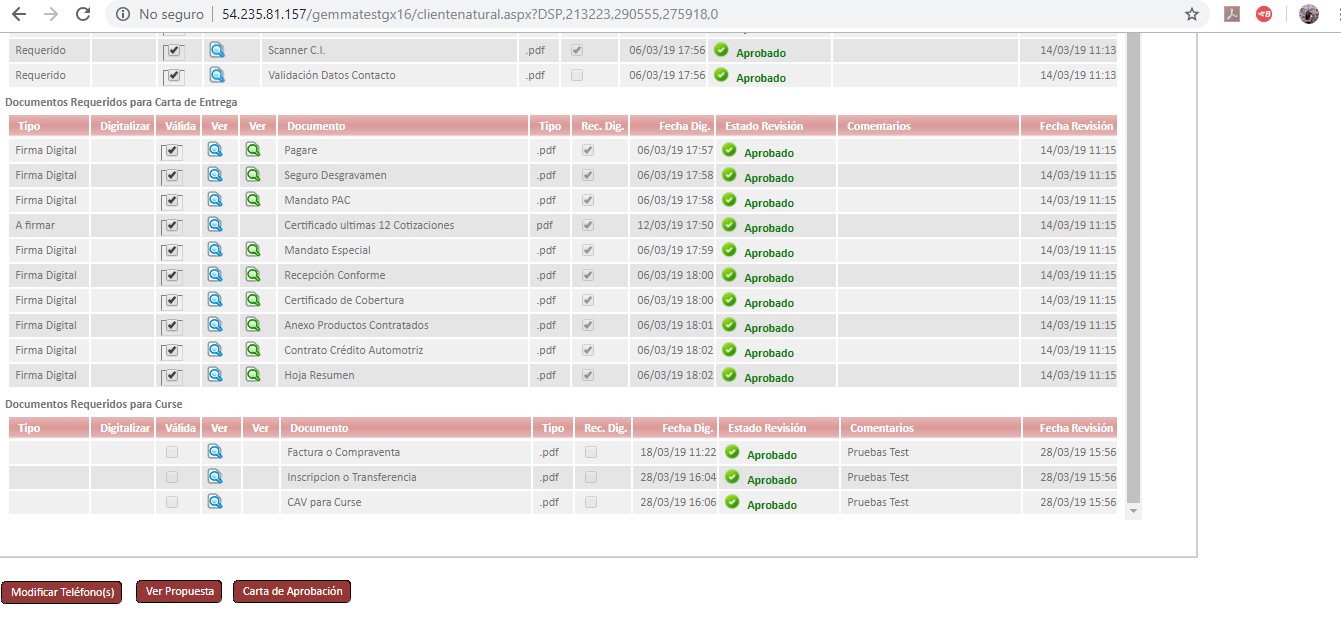 No seguro | 54.235.81.157/gemmatestgx16/clientenatural.aspx?DSP,213223,290555,275918,0
Requerido Scanner C.I. .pdf 06/03/19 17:56 Aprobado 14/03/19 11:13
Requerido Validación Datos Contacto .pdf 06/03/19 17:56 Aprobado 14/03/19 11:13
Documentos Requeridos para Carta de Entrega
Tipo Digitalizar Válida Ver Ver Documento Tipo Rec. Dig. Fecha Dig. Estado Revisión Comentarios Fecha Revisión
Firma Digital Pagare .pdf 06/03/19 17:57 Aprobado 14/03/19 11:15
Firma Digital Seguro Desgravamen .pdf 06/03/19 17:58 Aprobado 14/03/19 11:15
Firma Digital Mandato PAC .pdf 06/03/19 17:58 Aprobado 14/03/19 11:15
A firmar Certificado ultimas 12 Cotizaciones pdf 12/03/19 17:50 Aprobado 14/03/19 11:15
Firma Digital Mandato Especial .pdf 06/03/19 17:59 Aprobado 14/03/19 11:15
Firma Digital Recepción Conforme .pdf 06/03/19 18:00 Aprobado 14/03/19 11:15
Firma Digital Certificado de Cobertura .pdf 06/03/19 18:00 Aprobado 14/03/19 11:15
Firma Digital Anexo Productos Contratados .pdf 06/03/19 18:01 Aprobado 14/03/19 11:15
Firma Digital Contrato Crédito Automotriz .pdf 06/03/19 18:02 Aprobado 14/03/19 11:15
Firma Digital Hoja Resumen .pdf 06/03/19 18:02 Aprobado 14/03/19 11:15
Documentos Requeridos para Curse
Tipo Digitalizar Válida Ver Ver Documento Tipo Rec. Dig. Fecha Dig. Estado Revisión Comentarios Fecha Revisión
Factura o Compraventa .pdf 18/03/19 11:22 Aprobado Pruebas Test 28/03/19 15:56
Inscripcion o Transferencia .pdf 28/03/19 16:04 Aprobado Pruebas Test 28/03/19 15:56
CAV para Curse .pdf 28/03/19 16:06 Aprobado Pruebas Test 28/03/19 15:56
Modificar Teléfono(s) Ver Propuesta Carta de Aprobación